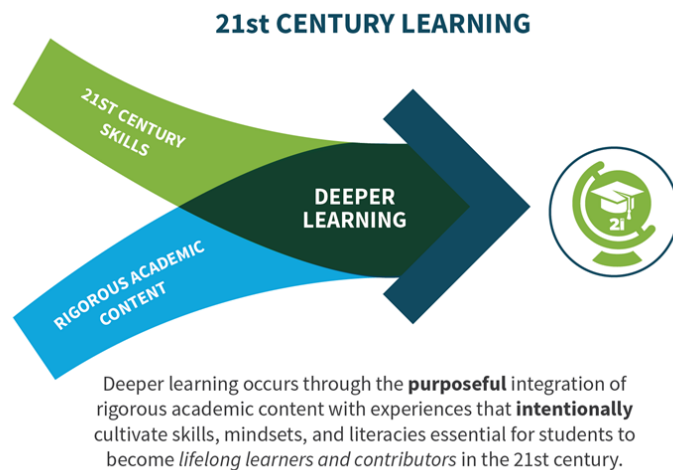 21st CENTURY LEARNING
21ST CENTURY
SKILLS
DEEPER
LEARNING
RIGOROUS ACADEMIC
CONTENT
21
Deeper learning occurs through the purposeful integration of
rigorous academic content with experiences that intentionally
cultivate skills, mindsets, and literacies essential for students to
become lifelong learners and contributors in the 21st century.